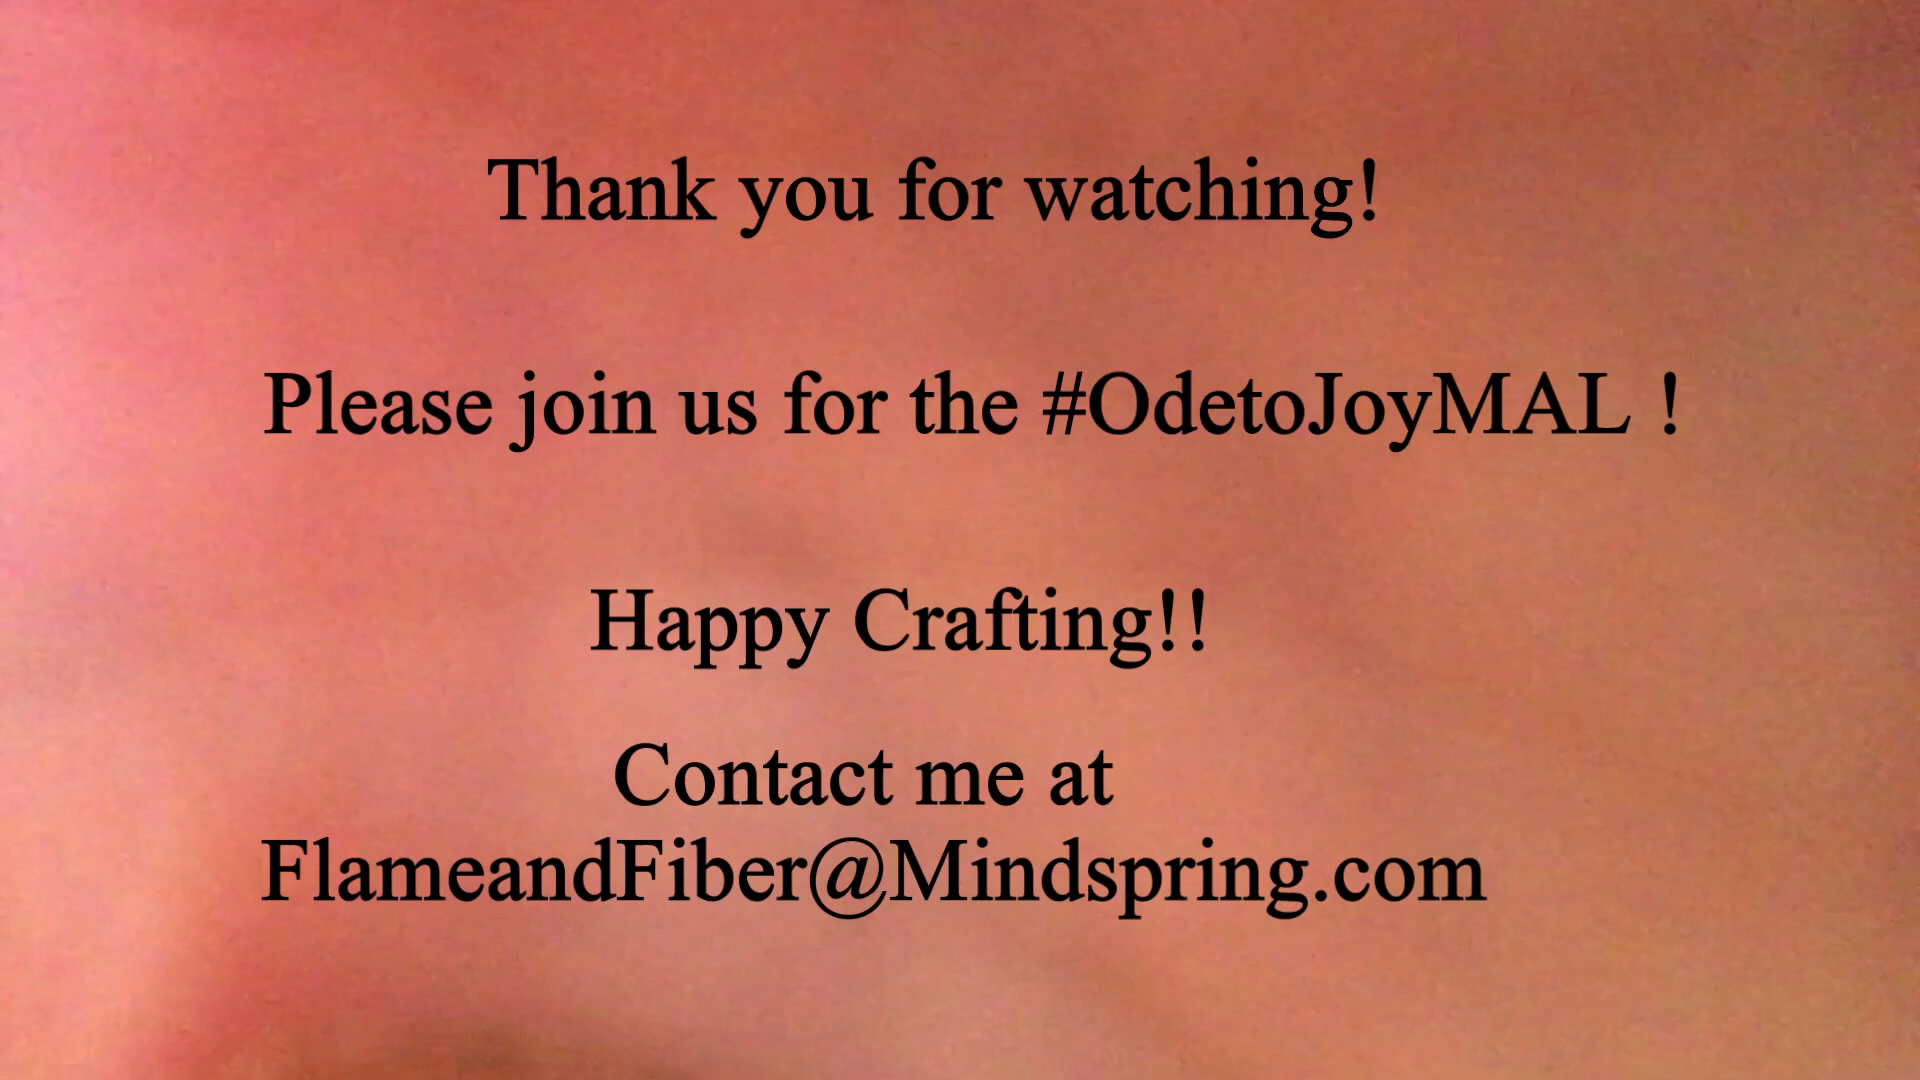 Thank you for watching!
Please join us for the #OdetoJoyMAL !
Happy Crafting!!
Contact me at
FlameandFiber@Mindspring.com